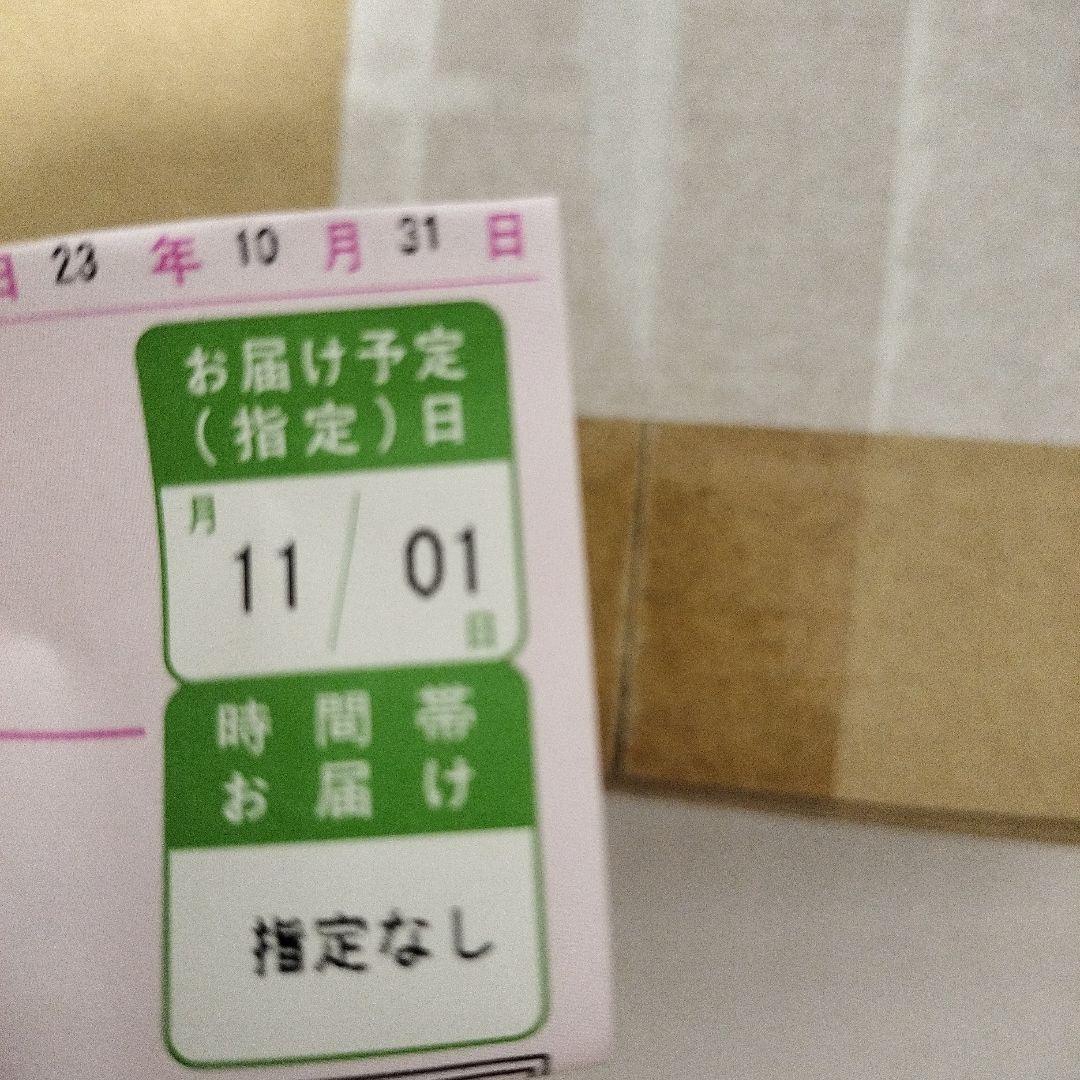 日 23 年 10 月 31 日
お届け予定
(指定)日
月 11 / 01 日
時間帯
お届け
指定なし